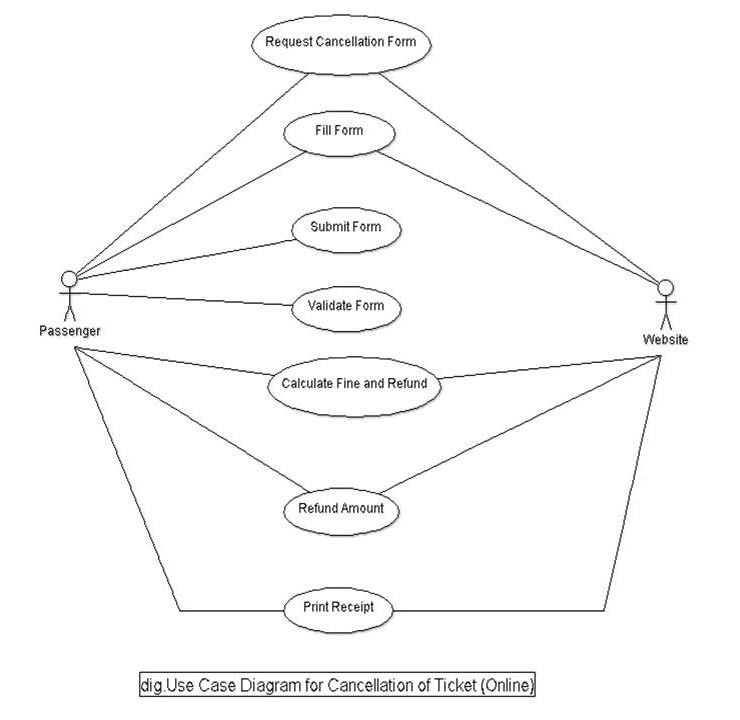 Request Cancellation Form
Fill Form
Submit Form
Validate Form
Passenger
Website
Calculate Fine and Refund
Refund Amount
Print Receipt
dig.Use Case Diagram for Cancellation of Ticket (Online)